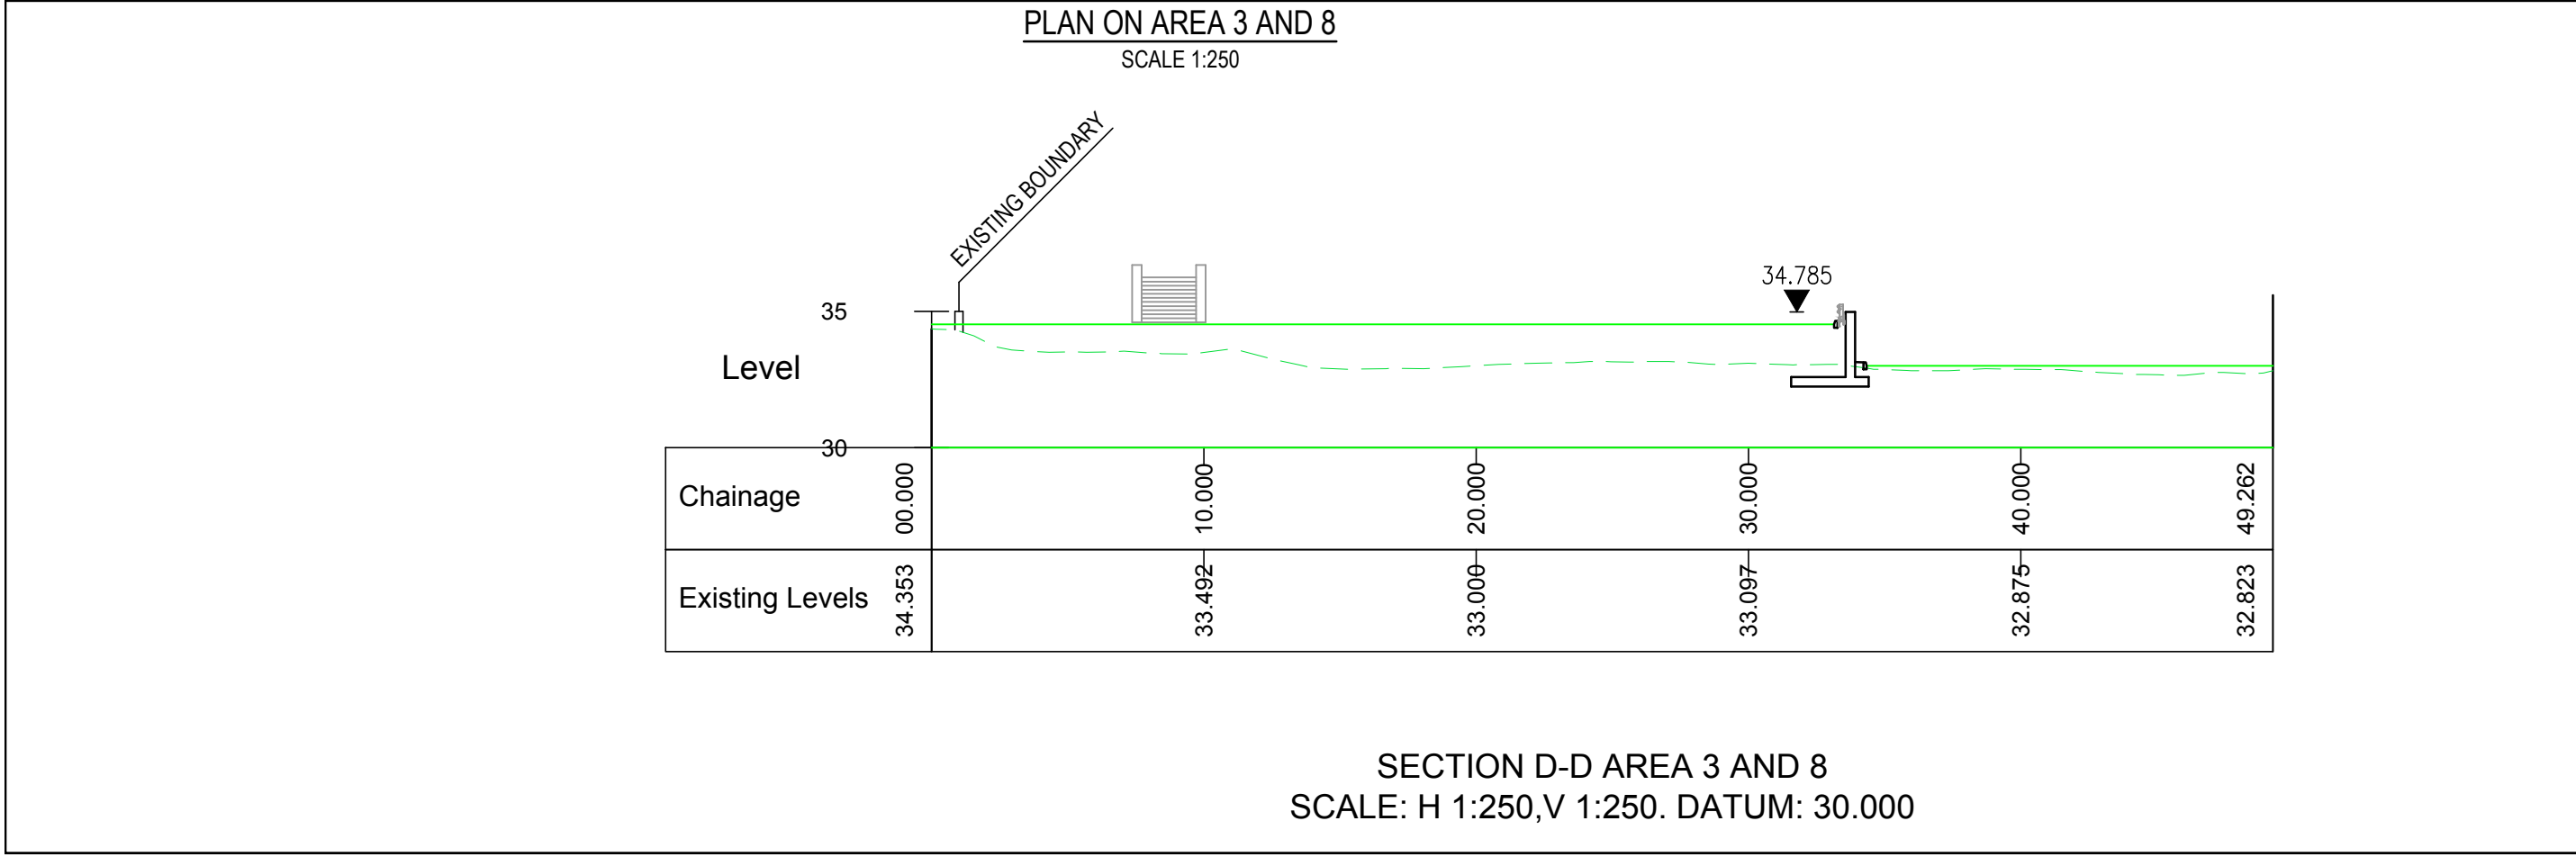 PLAN ON AREA 3 AND 8
SCALE 1:250
EXISTING BOUNDARY
34.785
35
Level
30
Chainage 00.000 10.000 20.000 30.000 40.000 49.262
Existing Levels 34.353 33.492 33.000 33.097 32.875 32.823
SECTION D-D AREA 3 AND 8
SCALE: H 1:250,V 1:250. DATUM: 30.000